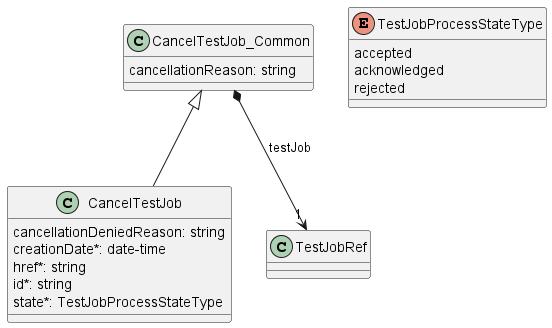 C CancelTestJob_Common
cancellationReason: string
E TestJobProcessStateType
accepted
acknowledged
rejected
testJob
1
C CancelTestJob
cancellationDeniedReason: string
creationDate*: date-time
href*: string
id*: string
state*: TestJobProcessStateType
C TestJobRef